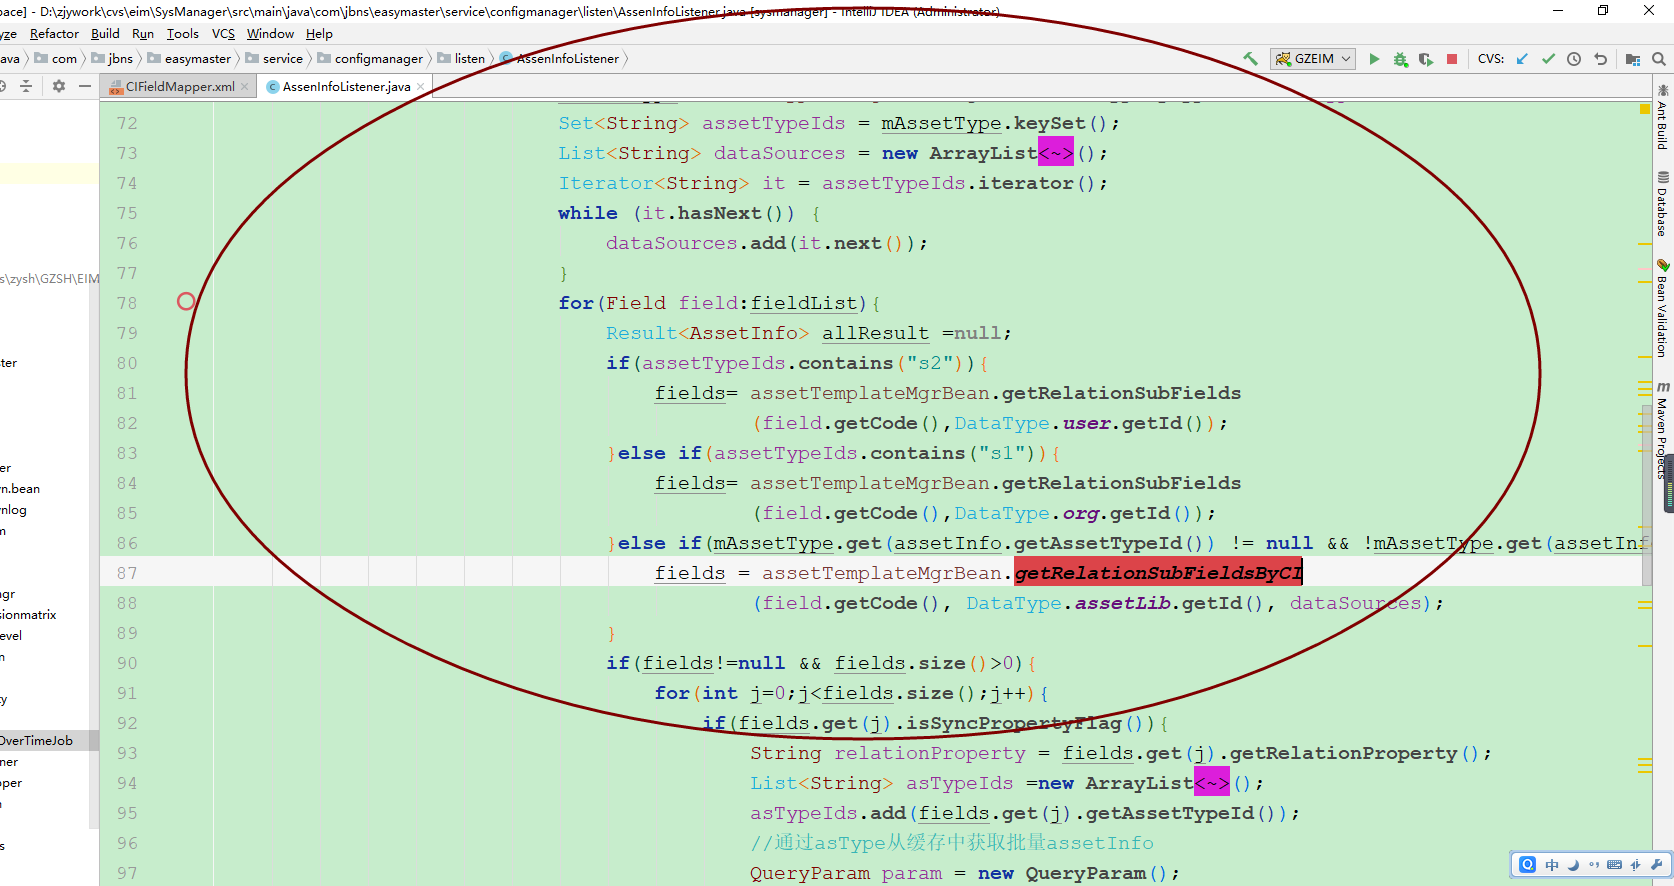 pace] - D:\zjywork\cvs\eim\SysManager\src\main\java\com\jbns\easymaster\service\configmanager\listen\AssenInfoListener.java [sysmanager] - IntelliJ IDEA (Administrator)
yze Refactor Build Run Tools VCS Window Help
ava com jbns easymaster service configmanager listen AssenInfoListener GZEIM CVS:
CIFieldMapper.xml AssenInfoListener.java
72 Set<String> assetTypeIds = mAssetType.keySet();
73 List<String> dataSources = new ArrayList<~>();
74 Iterator<String> it = assetTypeIds.iterator();
75 while (it.hasNext()) {
76 dataSources.add(it.next());
77 }
78 for(Field field:fieldList){
79 Result<AssetInfo> allResult =null;
80 if(assetTypeIds.contains("s2")){
81 fields= assetTemplateMgrBean.getRelationSubFields
82 (field.getCode(),DataType.user.getId());
83 }else if(assetTypeIds.contains("s1")){
84 fields= assetTemplateMgrBean.getRelationSubFields
85 (field.getCode(),DataType.org.getId());
86 }else if(mAssetType.get(assetInfo.getAssetTypeId()) != null && !mAssetType.get(assetInf
87 fields = assetTemplateMgrBean.getRelationSubFieldsByCI
88 (field.getCode(), DataType.assetLib.getId(), dataSources);
89 }
90 if(fields!=null && fields.size()>0){
91 for(int j=0;j<fields.size();j++){
92 if(fields.get(j).isSyncPropertyFlag()){
93 String relationProperty = fields.get(j).getRelationProperty();
94 List<String> asTypeIds =new ArrayList<~>();
95 asTypeIds.add(fields.get(j).getAssetTypeId());
96 //通过asType从缓存中获取批量assetInfo
97 QueryParam param = new QueryParam();
s\zysh\GZSH\EIM
ster
er
vn.bean
vnlog
m
mgr
sionmatrix
level
n
ty
OverTimeJob
ner
pper
s
Ant Build
Database
Bean Validation
m Maven Projects
中